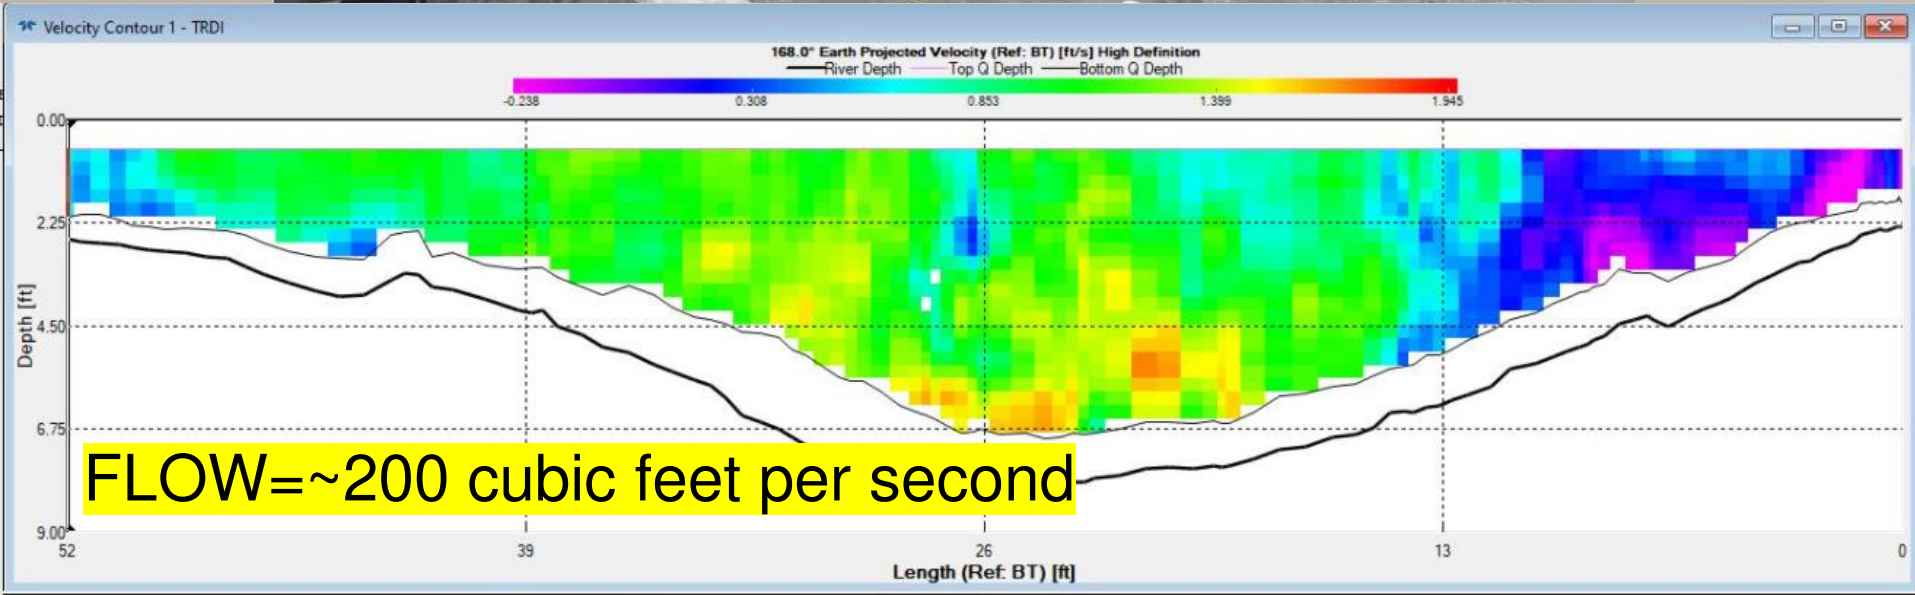 Velocity Contour 1 - TRDI
168.0° Earth Projected Velocity (Ref: BT) [ft/s] High Definition
River Depth Top Q Depth Bottom Q Depth
-0.238 0.308 0.853 1.399 1.945
0.00
2.25
4.50
6.75
9.00
Depth [ft]
FLOW=~200 cubic feet per second
52 39 26 13 0
Length (Ref: BT) [ft]